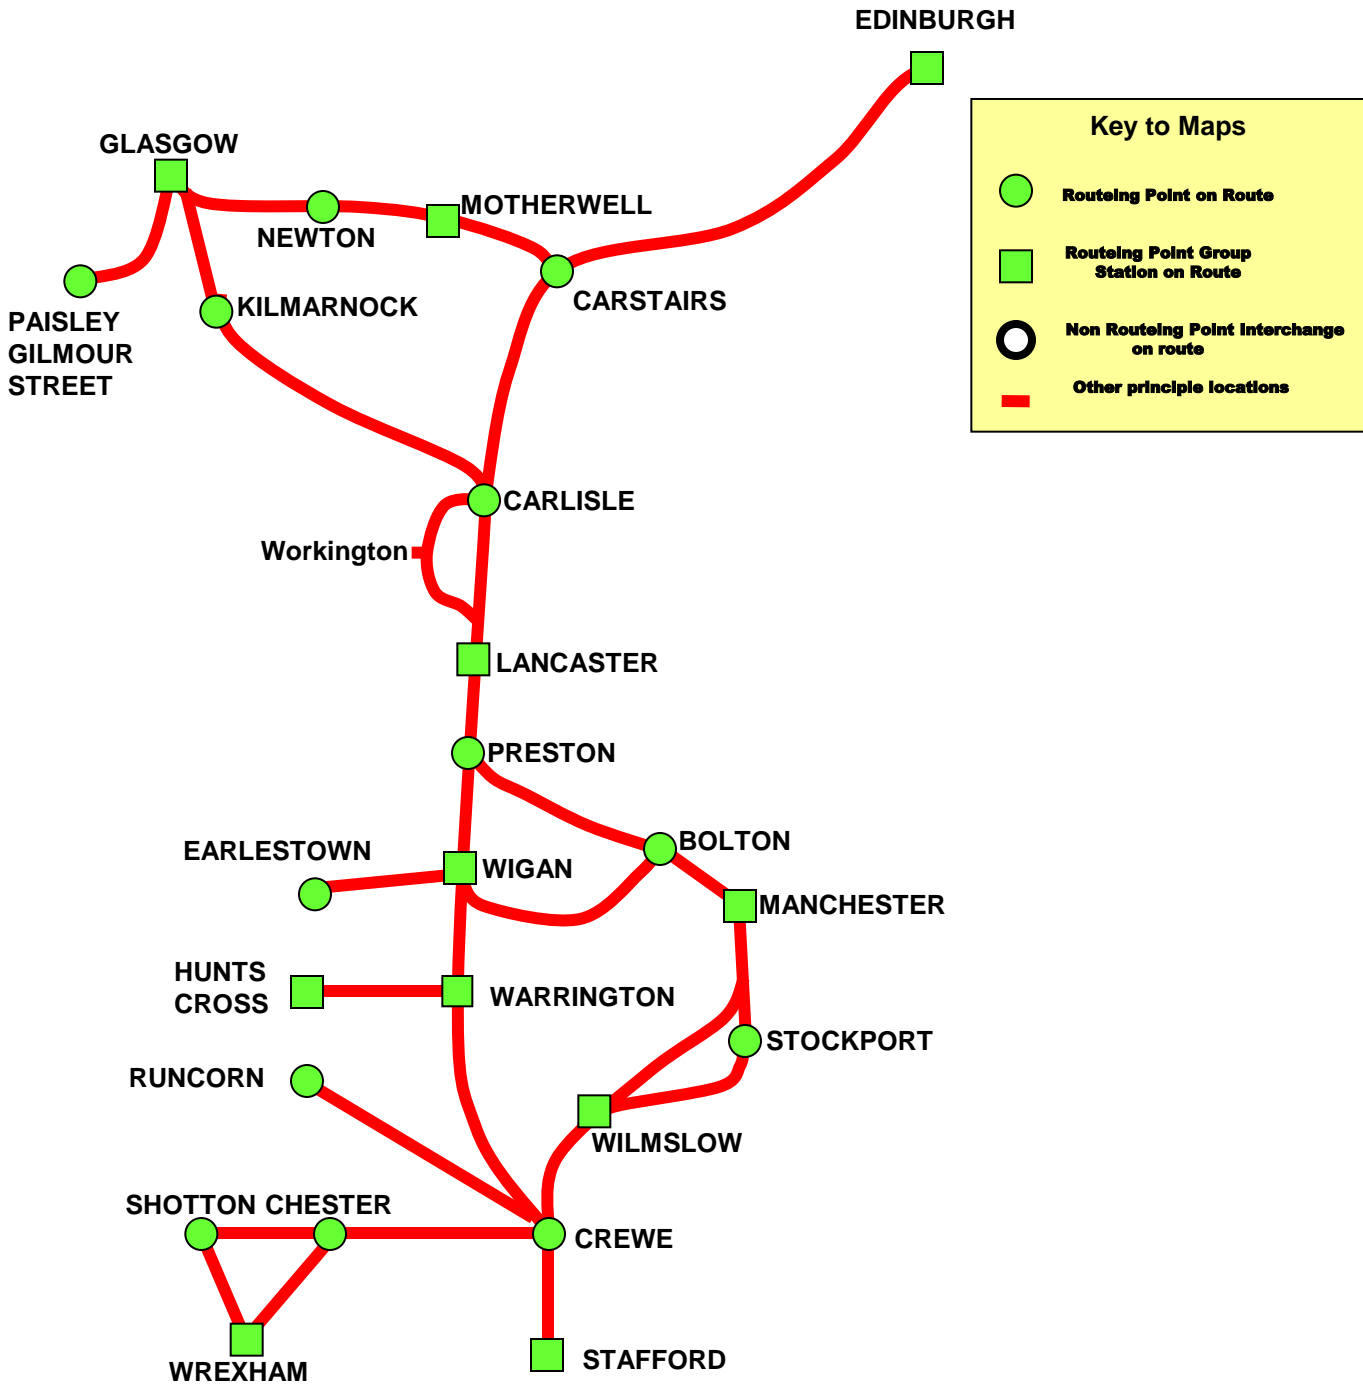 EDINBURGH
Key to Maps
Routeing Point on Route
Routeing Point Group
Station on Route
Non Routeing Point Interchange
on route
Other principle locations
GLASGOW
MOTHERWELL
NEWTON
CARSTAIRS
KILMARNOCK
PAISLEY
GILMOUR
STREET
CARLISLE
Workington
LANCASTER
PRESTON
BOLTON
EARLESTOWN
WIGAN
MANCHESTER
HUNTS
CROSS
WARRINGTON
STOCKPORT
RUNCORN
WILMSLOW
SHOTTON CHESTER
CREWE
STAFFORD
WREXHAM